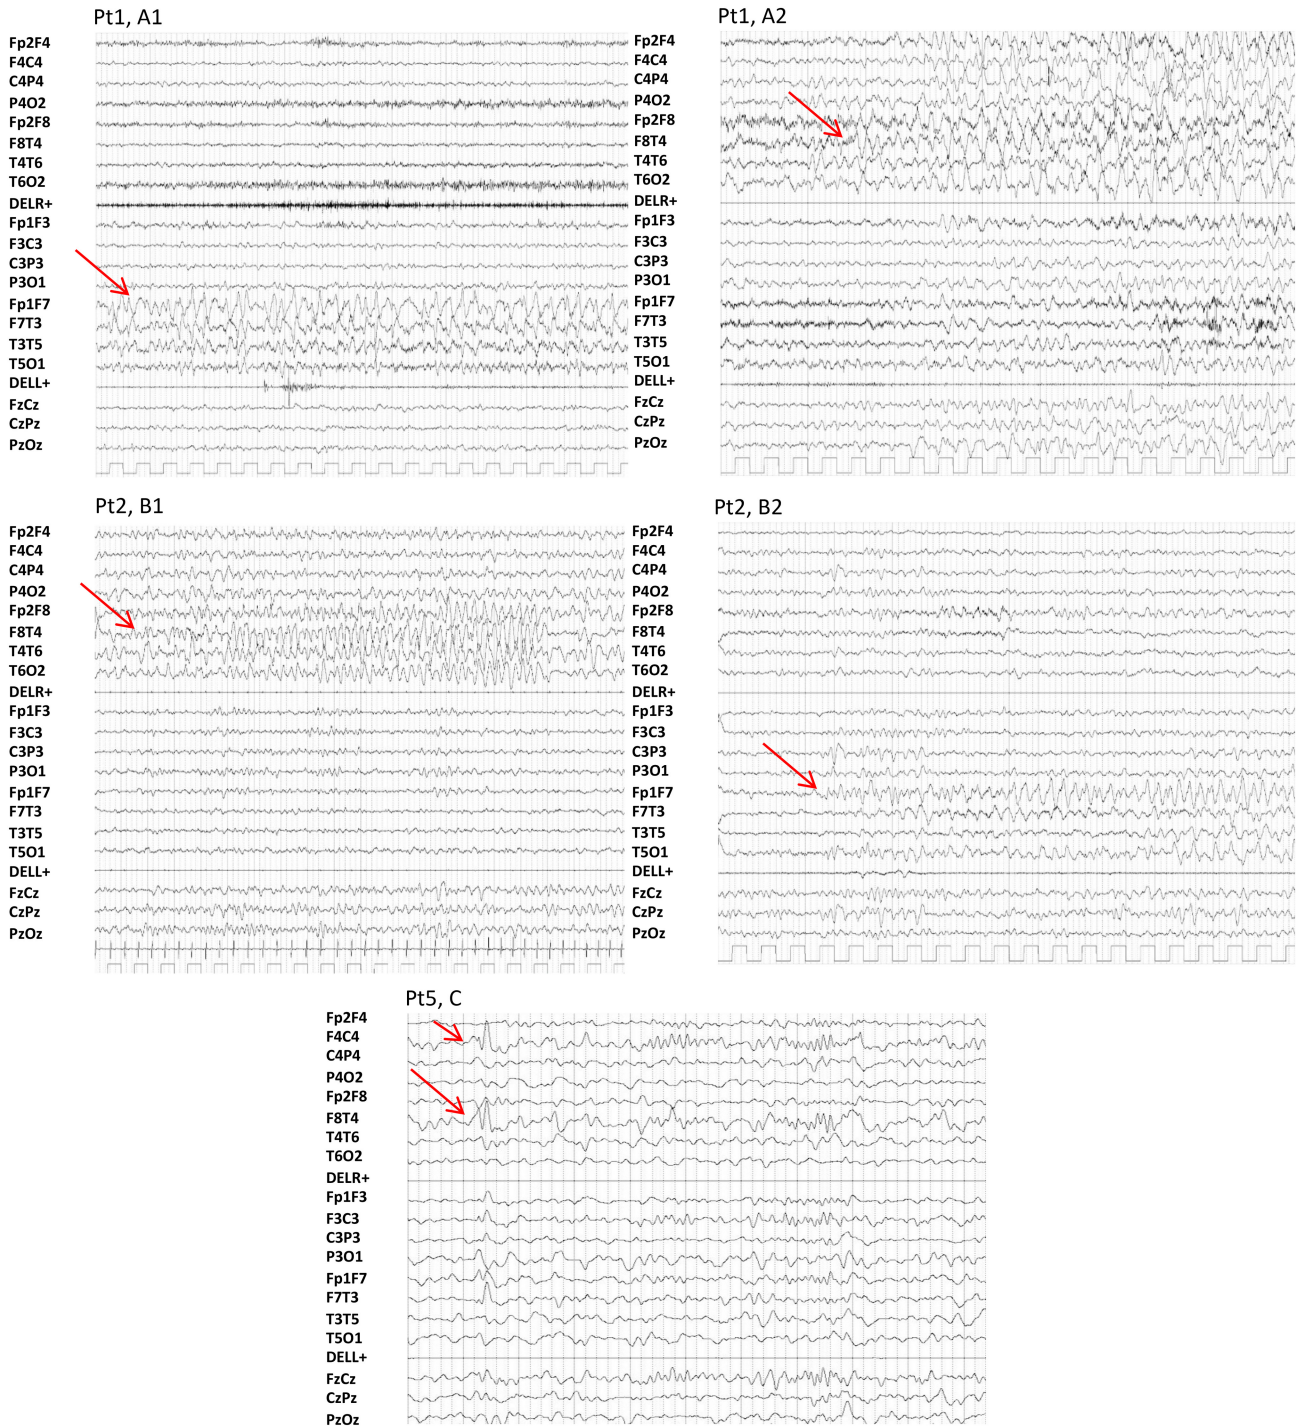 Pt1, A1
Fp2F4
F4C4
C4P4
P4O2
Fp2F8
F8T4
T4T6
T6O2
DELR+
Fp1F3
F3C3
C3P3
P3O1
Fp1F7
F7T3
T3T5
T5O1
DELL+
FzCz
CzPz
PzOz
Pt1, A2
Fp2F4
F4C4
C4P4
P4O2
Fp2F8
F8T4
T4T6
T6O2
DELR+
Fp1F3
F3C3
C3P3
P3O1
Fp1F7
F7T3
T3T5
T5O1
DELL+
FzCz
CzPz
PzOz
Pt2, B1
Fp2F4
F4C4
C4P4
P4O2
Fp2F8
F8T4
T4T6
T6O2
DELR+
Fp1F3
F3C3
C3P3
P3O1
Fp1F7
F7T3
T3T5
T5O1
DELL+
FzCz
CzPz
PzOz
Pt2, B2
Fp2F4
F4C4
C4P4
P4O2
Fp2F8
F8T4
T4T6
T6O2
DELR+
Fp1F3
F3C3
C3P3
P3O1
Fp1F7
F7T3
T3T5
T5O1
DELL+
FzCz
CzPz
PzOz
Pt5, C
Fp2F4
F4C4
C4P4
P4O2
Fp2F8
F8T4
T4T6
T6O2
DELR+
Fp1F3
F3C3
C3P3
P3O1
Fp1F7
F7T3
T3T5
T5O1
DELL+
FzCz
CzPz
PzOz